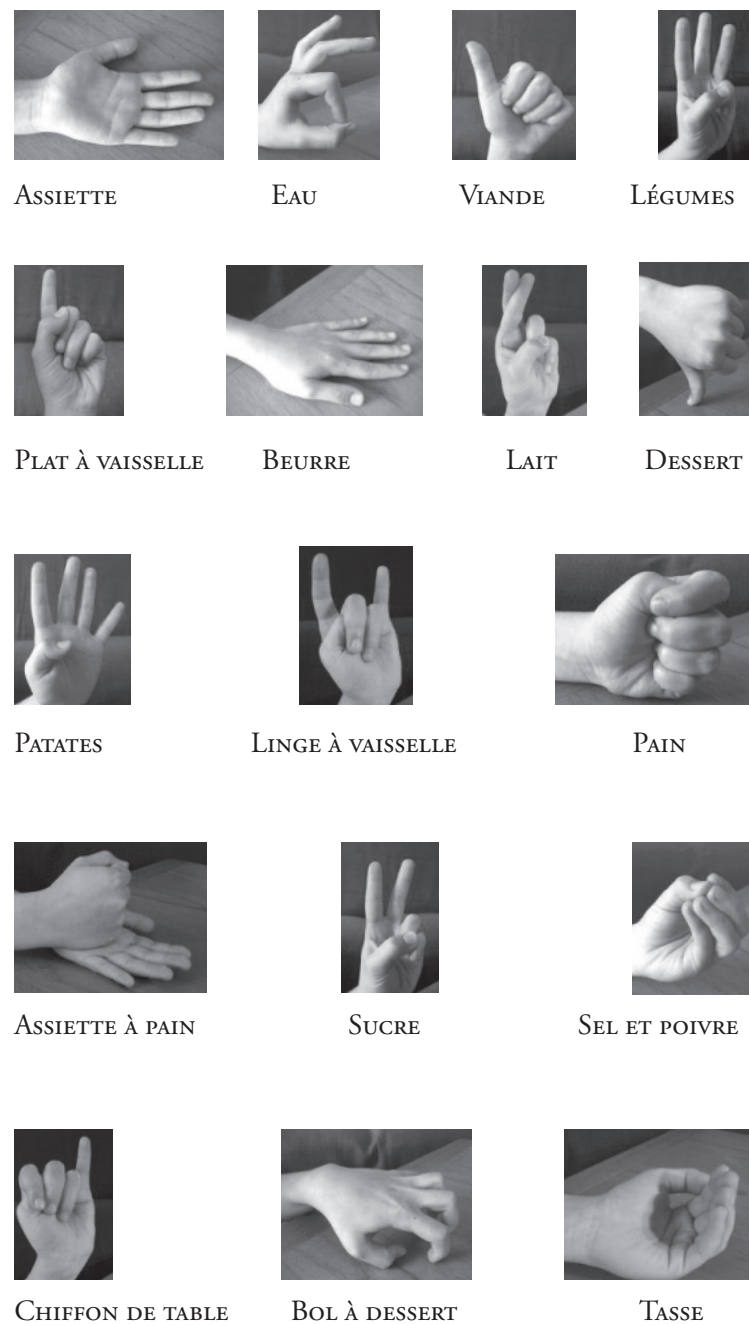 Assiette Eau Viande Légumes
Plat à vaisselle Beurre Lait Dessert
Patates Linge à vaisselle Pain
Assiette à pain Sucre Sel et poivre
Chiffon de table Bol à dessert Tasse